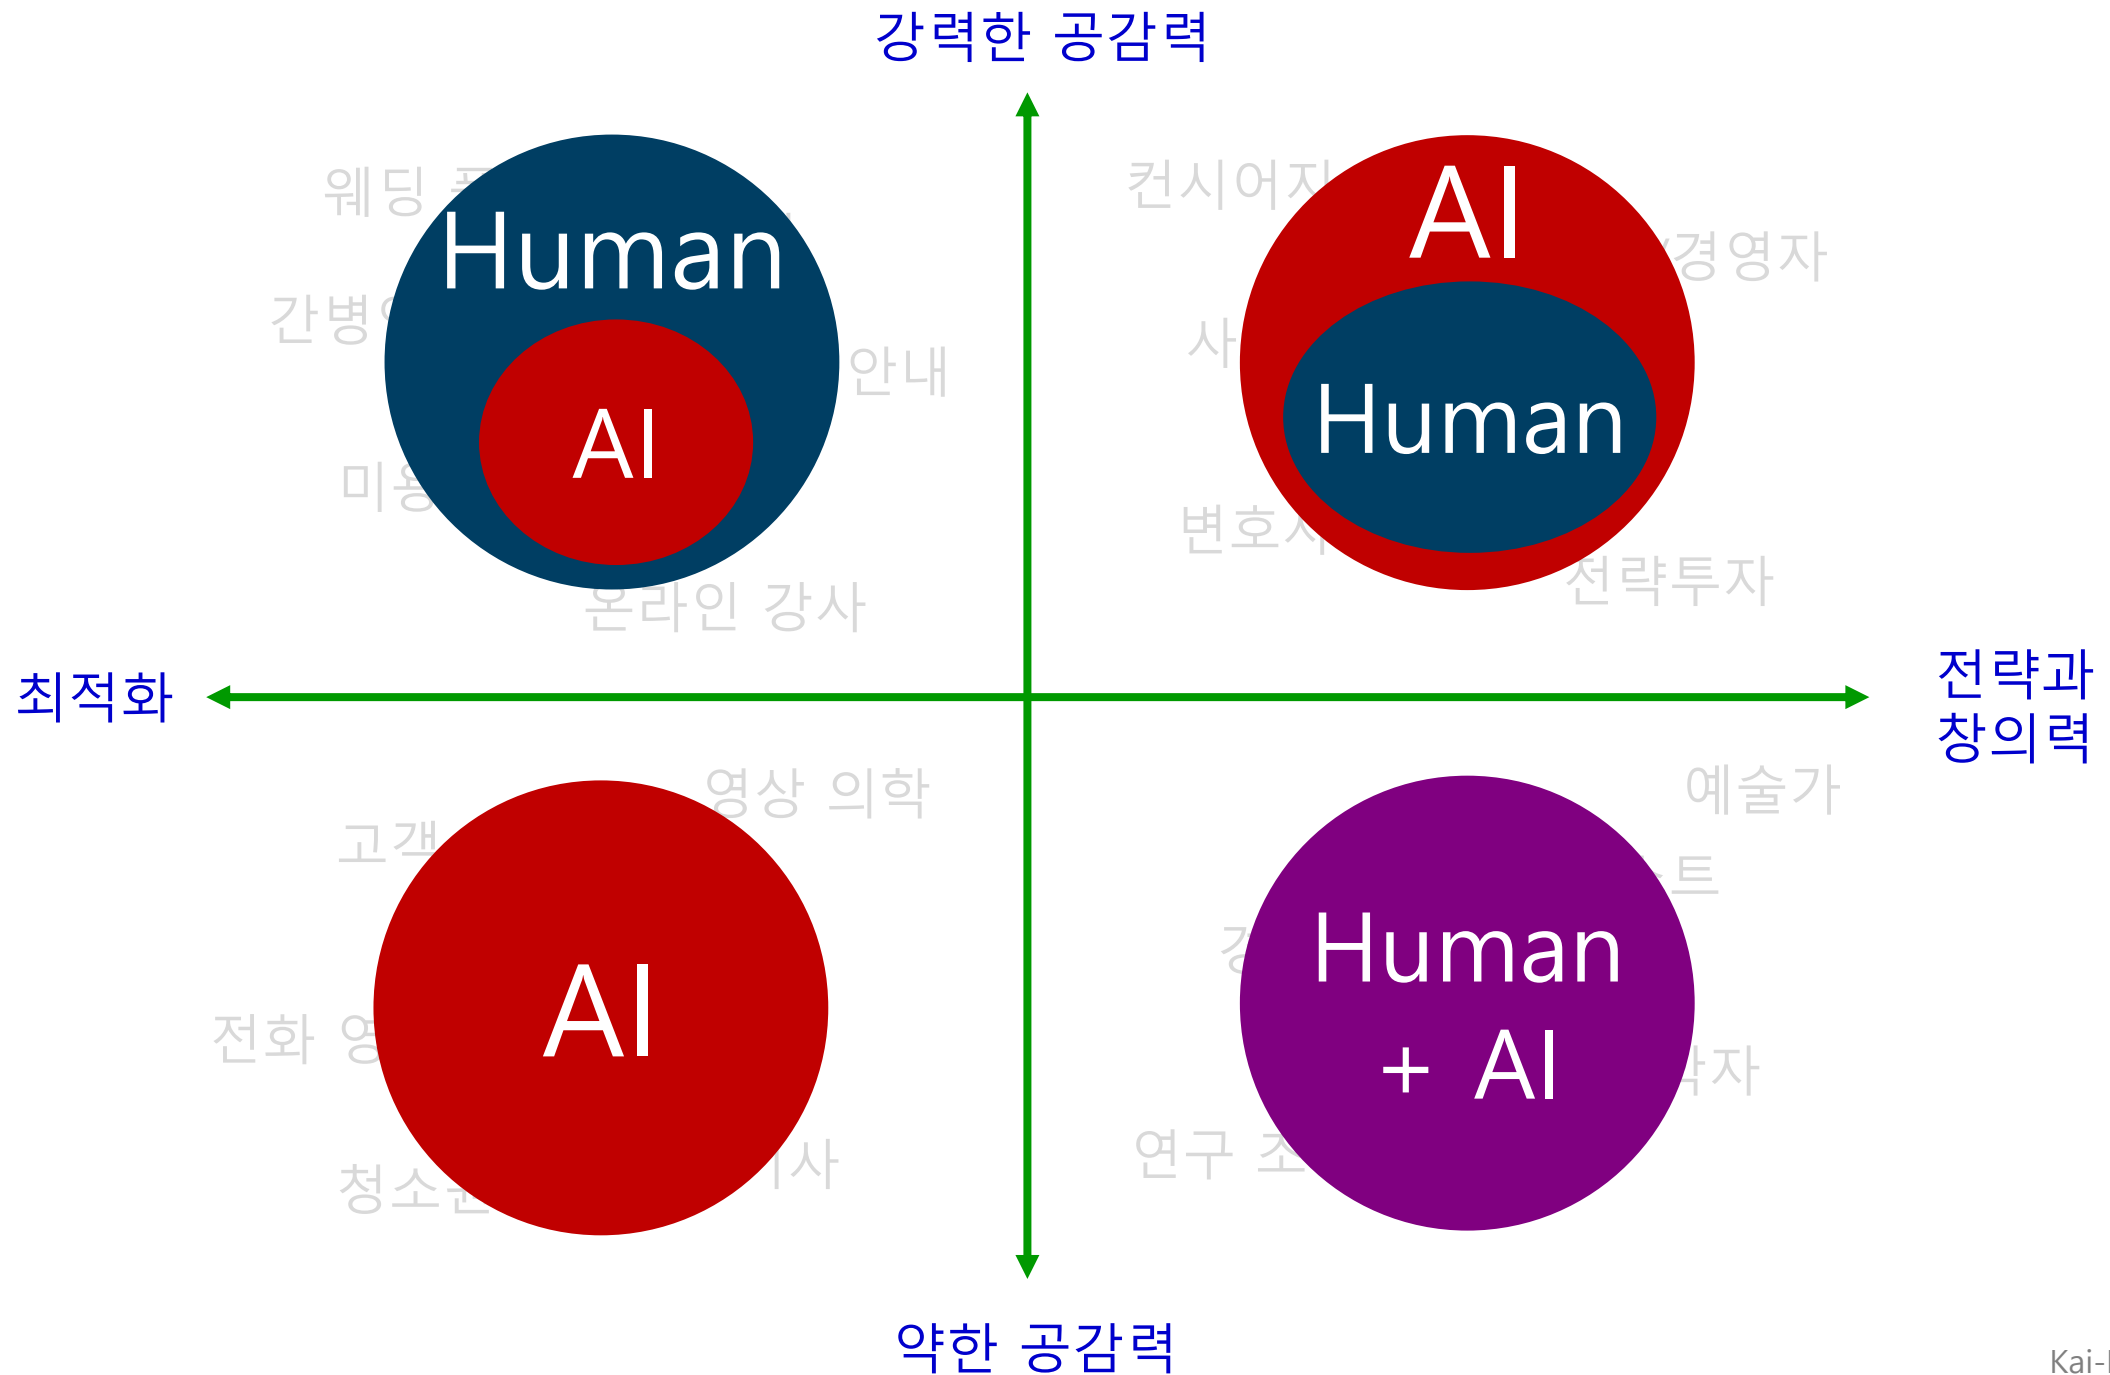 강력한 공감력
웨딩
컨시어지
Human
AI
경영자
간병인
사
안내
AI
Human
미용
변호사
전략투자
온라인 강사
최적화
전략과
창의력
영상 의학
예술가
고객
트
Human
AI
+ AI
전화
자
연구
청소
사
약한 공감력